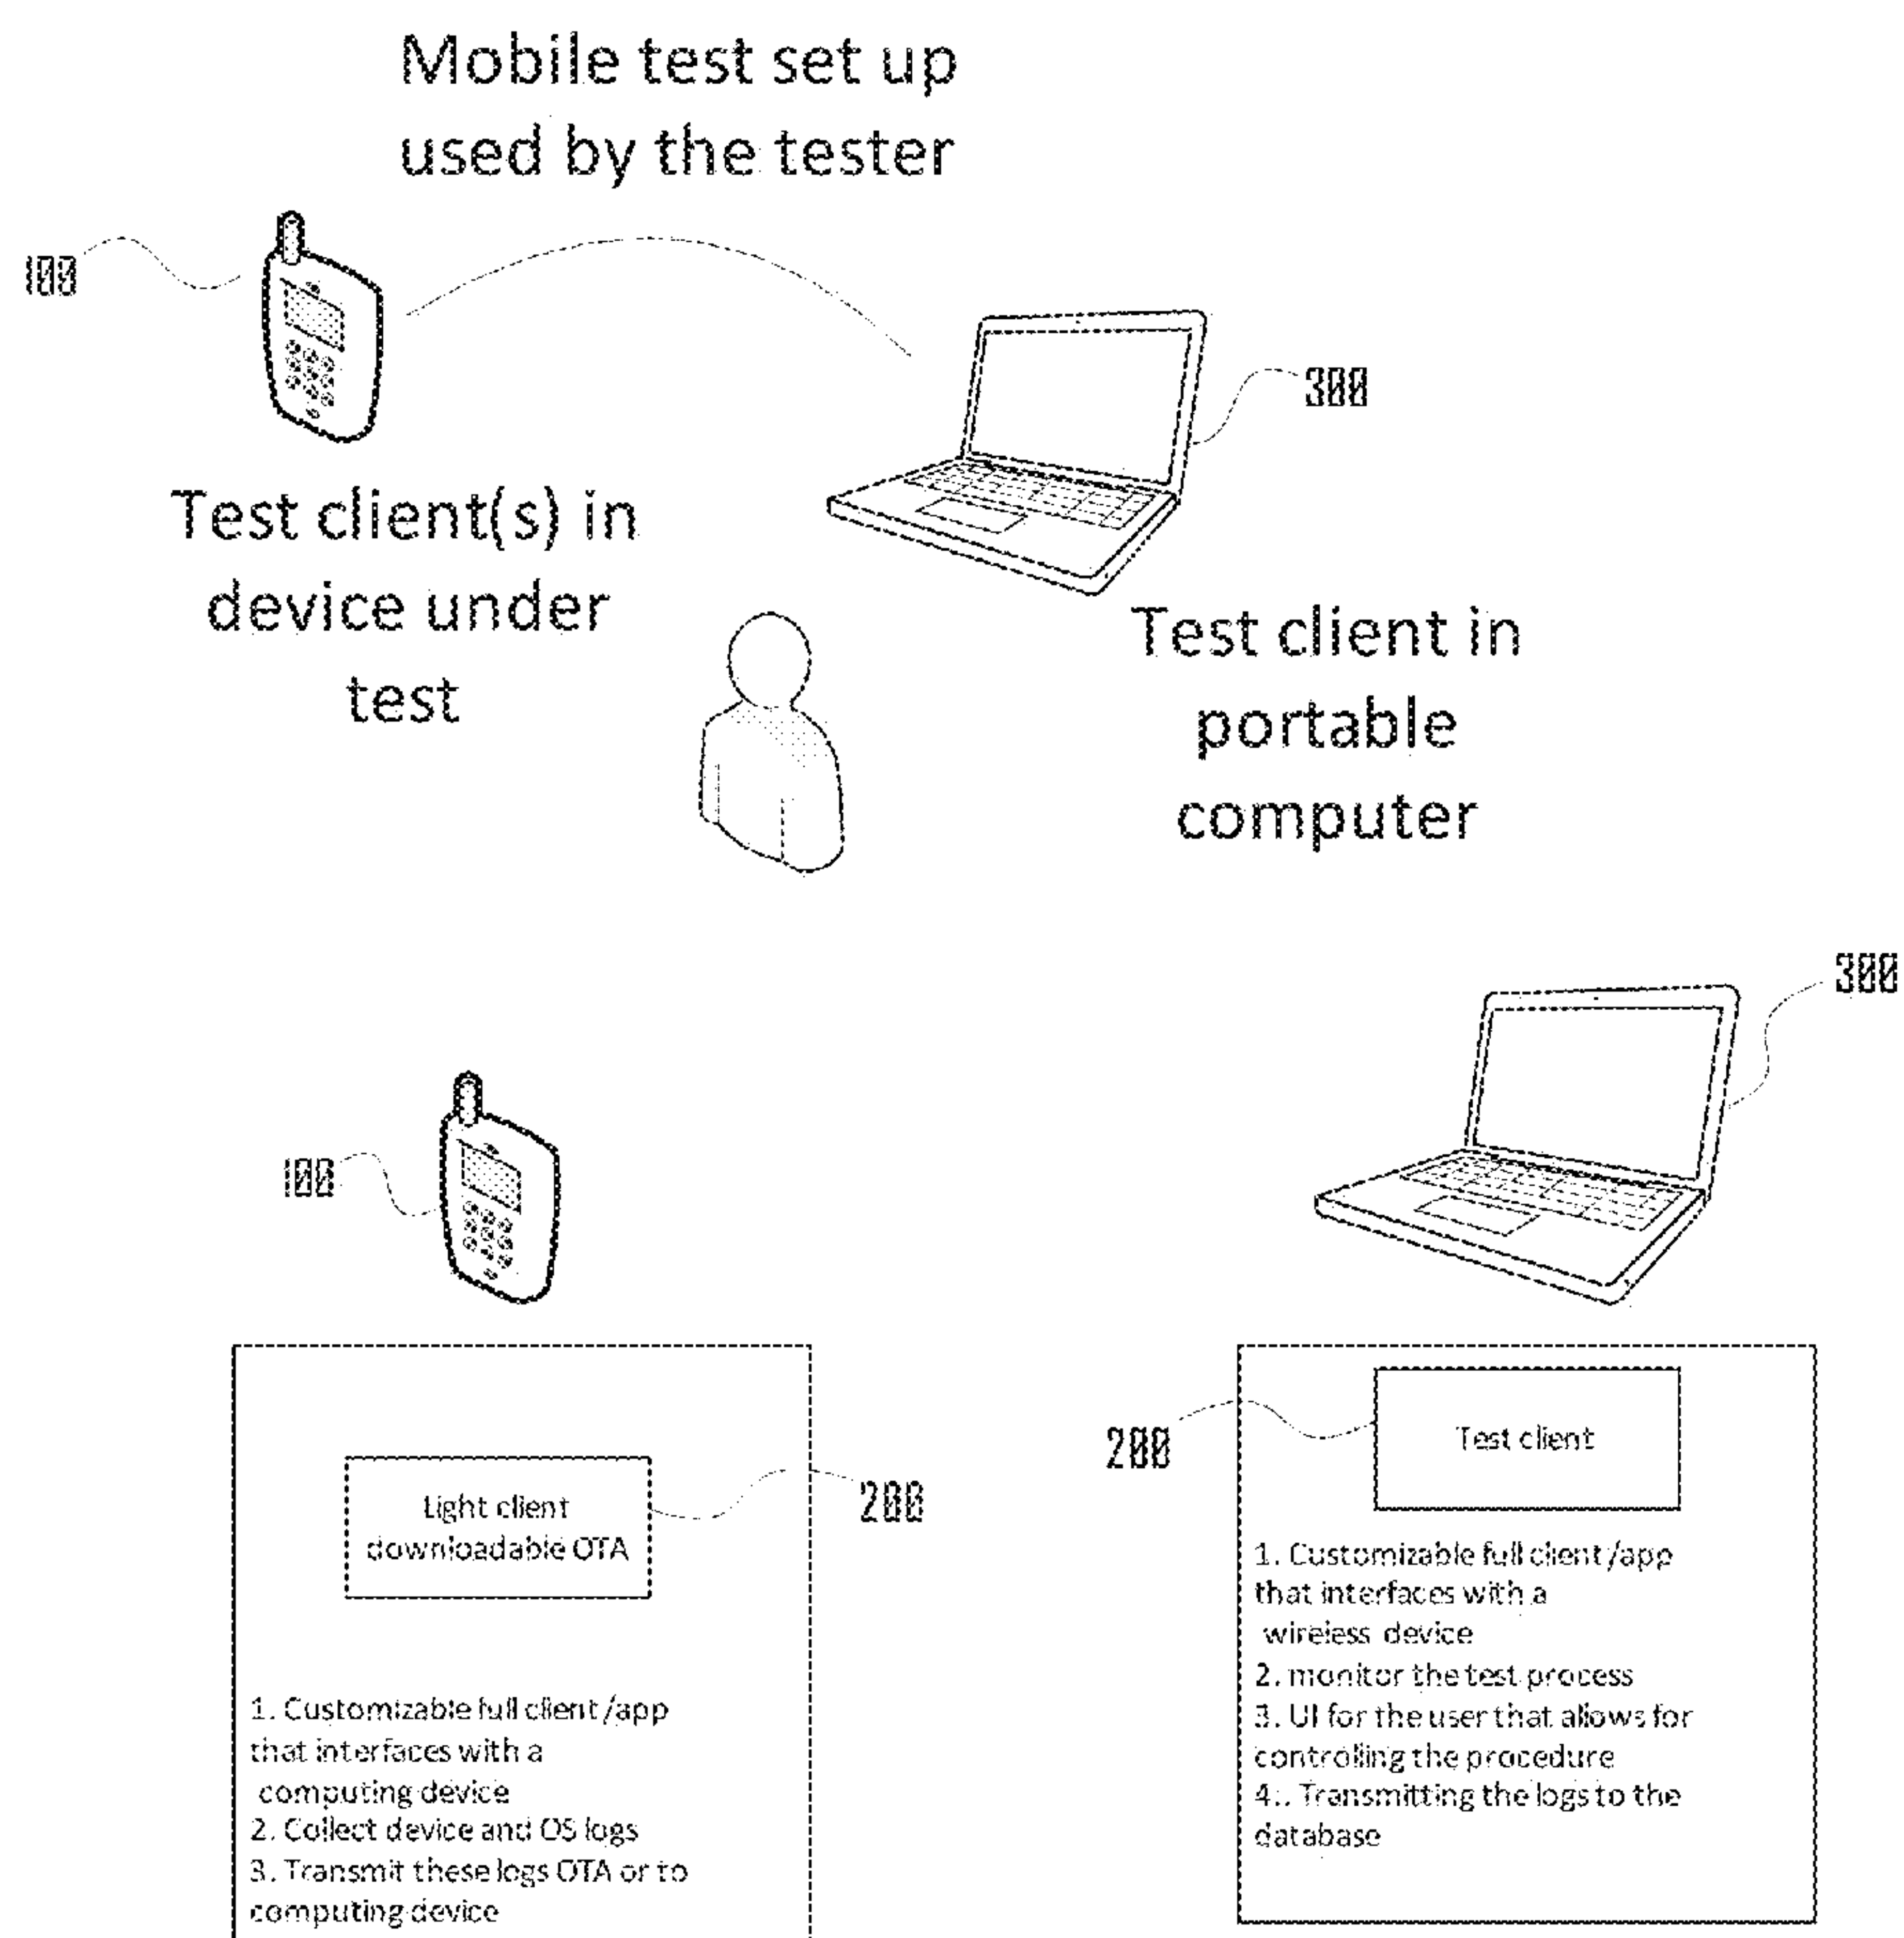 Mobile test set up
used by the tester
100
300
Test client(s) in
device under
test
Test client in
portable
computer
300
100
Light client
downloadable OTA
200
1. Customizable full client/app
that interfaces with a
computing device
2. Collect device and OS logs
3. Transmit these logs OTA or to
computing device
200
Test client
1. Customizable full client/app
that interfaces with a
wireless device
2. monitor the test process
3. UI for the user that allows for
controlling the procedure
4.. Transmitting the logs to the
database